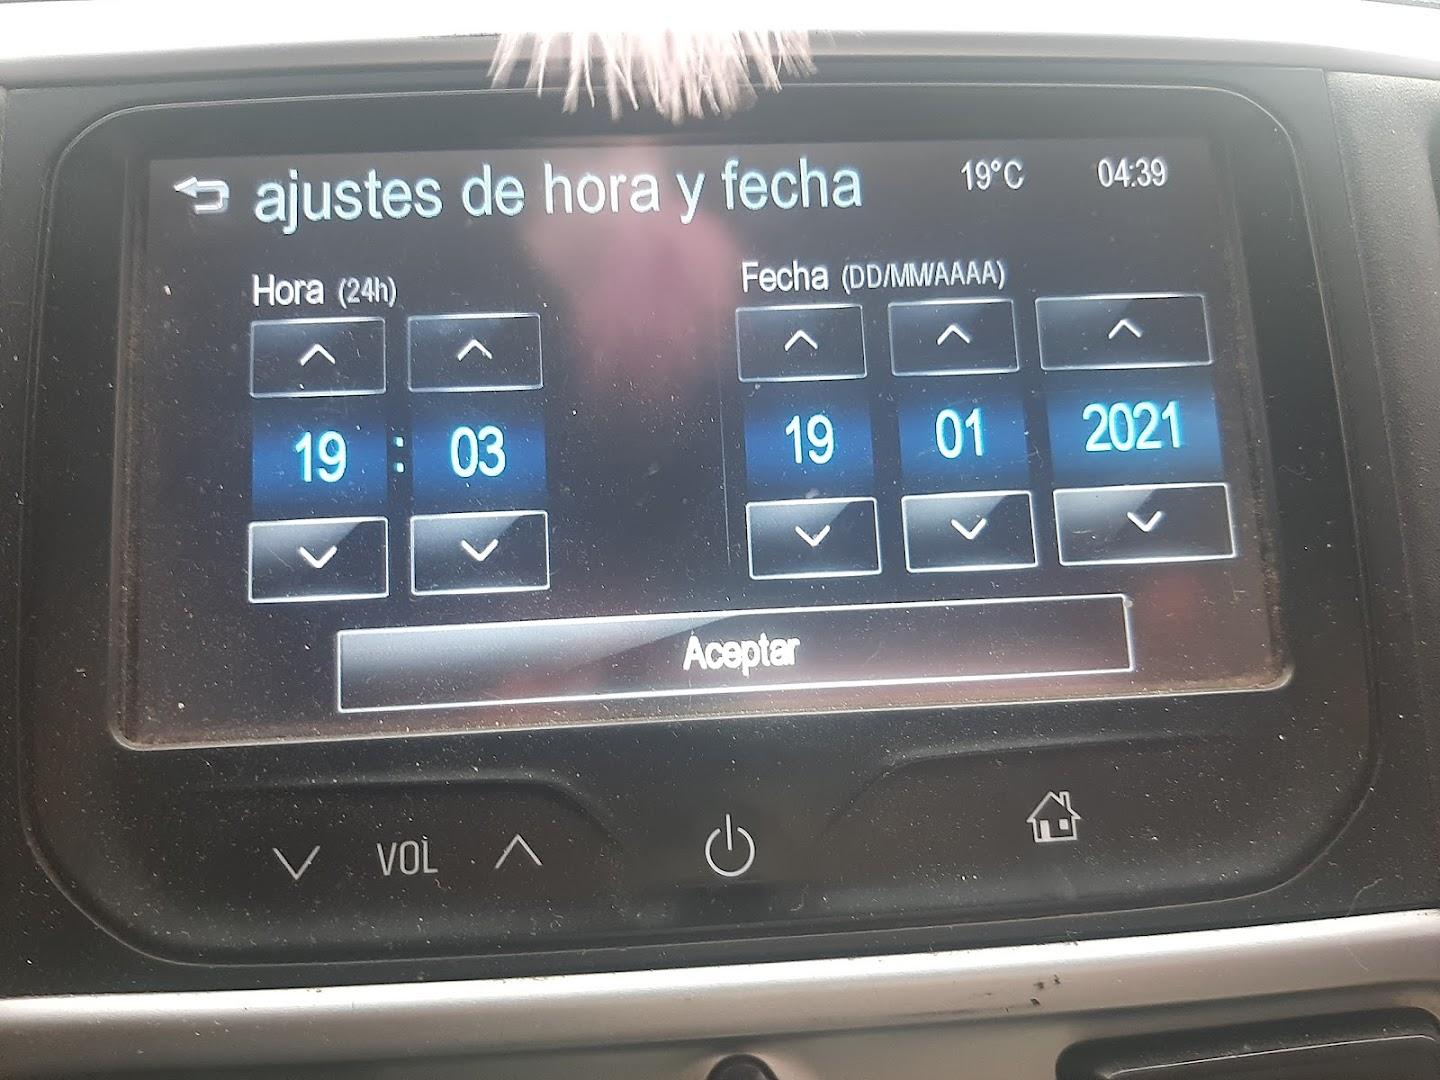 ajustes de hora y fecha 19°C 04:39
Hora (24h) Fecha (DD/MM/AAAA)
19 : 03 19 01 2021
Aceptar
VOL